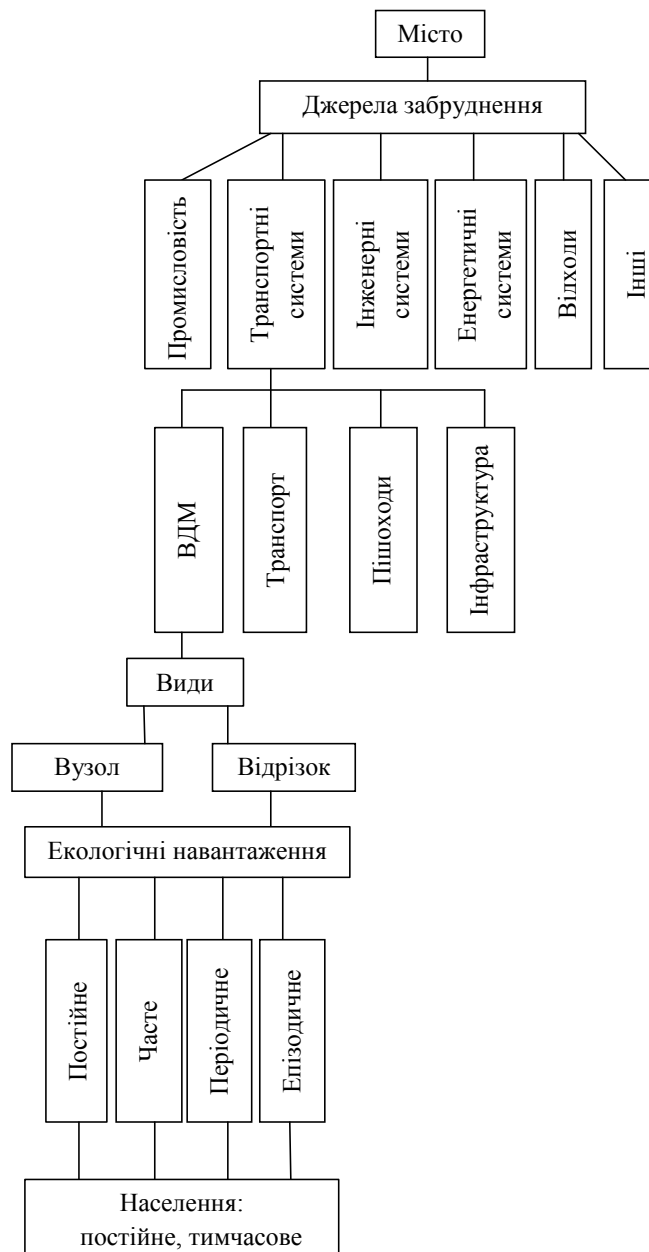 Місто
Джерела забруднення
Промисловість
Транспортні
системи
Інженерні
системи
Енергетичні
системи
Відходи
Інші
ВДМ
Транспорт
Пішоходи
Інфраструктура
Види
Вузол
Відрізок
Екологічні навантаження
Постійне
Часте
Періодичне
Епізодичне
Населення:
постійне, тимчасове